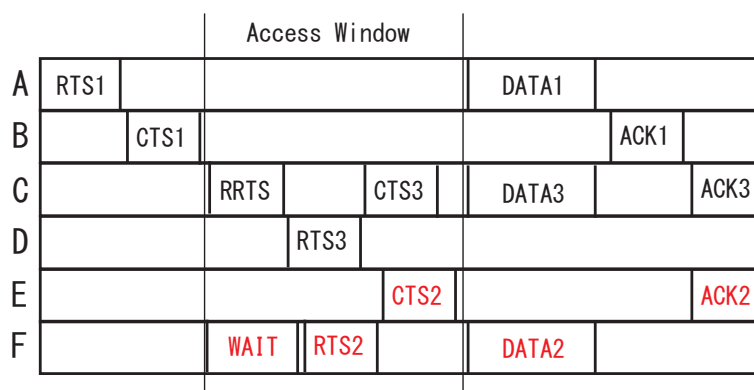 Access Window
A RTS1 DATA1
B CTS1 ACK1
C RRTS CTS3 DATA3 ACK3
D RTS3
E CTS2 ACK2
F WAIT RTS2 DATA2